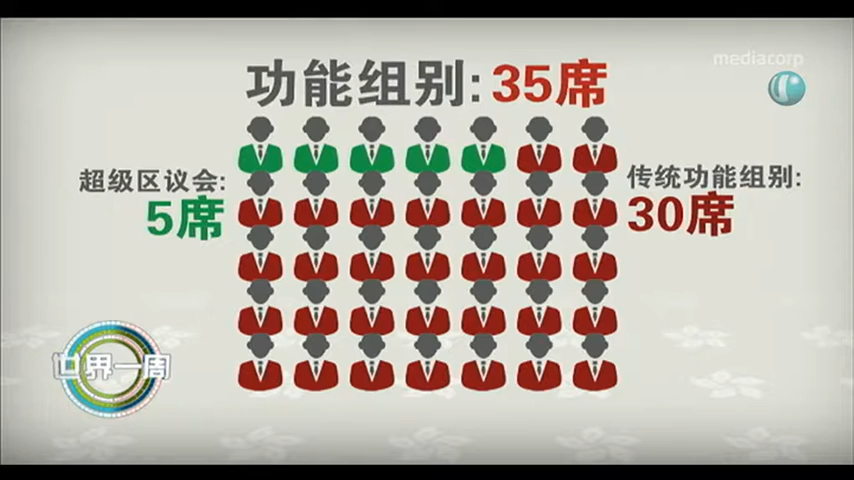 mediacorp
功能组别:35席
超级区议会:
5席
传统功能组别:
30席
世界一周